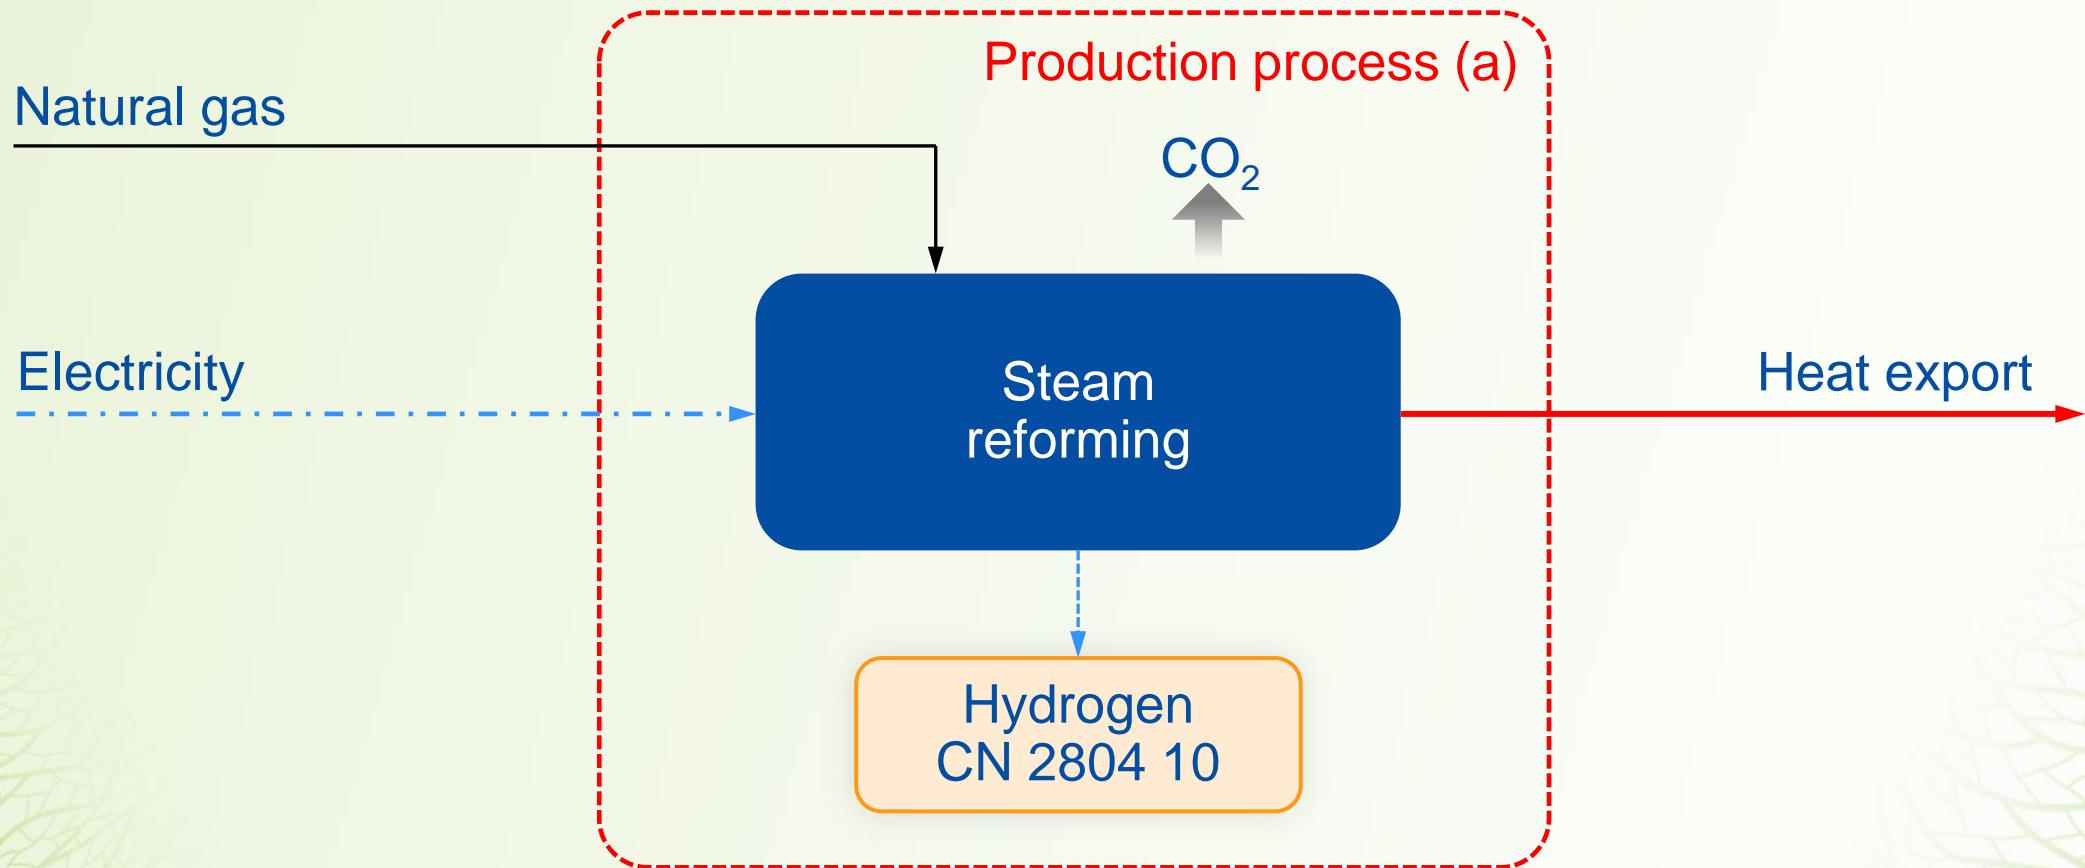 Production process (a)
Natural gas
CO₂
Electricity
Steam
reforming
Heat export
Hydrogen
CN 2804 10